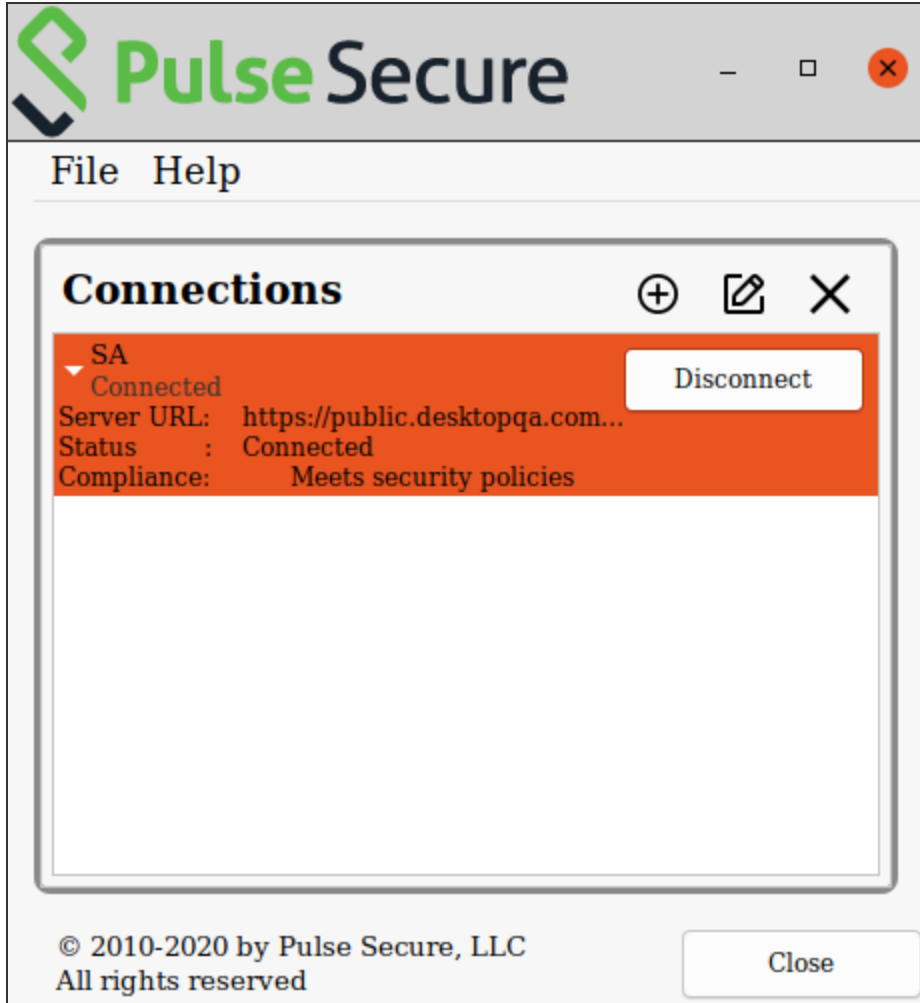 Pulse Secure
File Help
Connections
SA
Connected
Disconnect
Server URL: https://public.desktopqa.com...
Status : Connected
Compliance: Meets security policies
© 2010-2020 by Pulse Secure, LLC
All rights reserved
Close